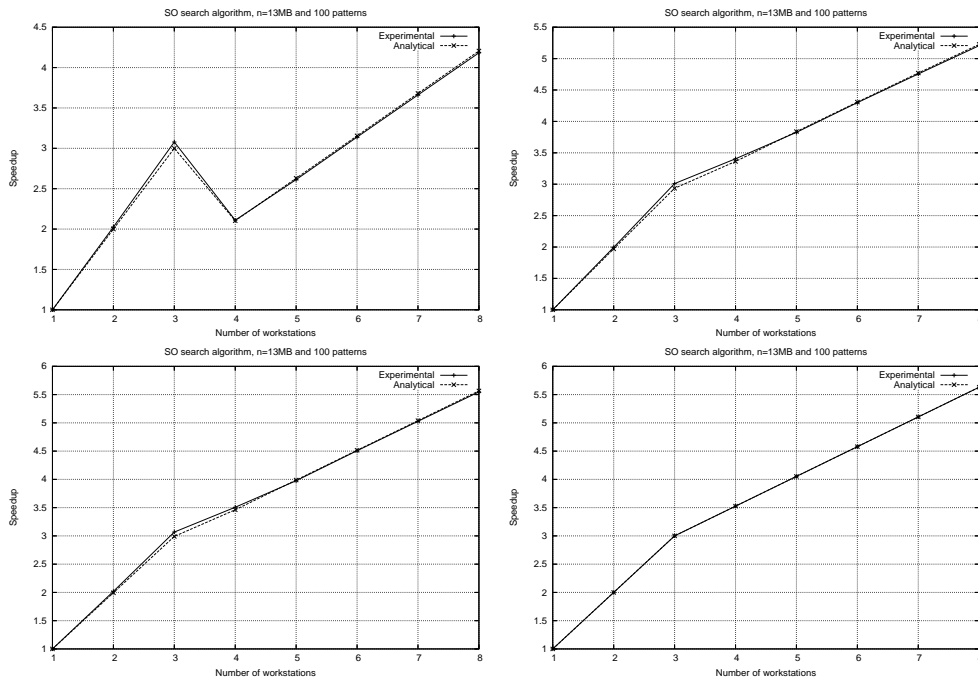 SO search algorithm, n=13MB and 100 patterns
Experimental
Analytical
4.5
4
3.5
3
2.5
2
1.5
1
Speedup
1 2 3 4 5 6 7 8
Number of workstations
SO search algorithm, n=13MB and 100 patterns
Experimental
Analytical
5.5
5
4.5
4
3.5
3
2.5
2
1.5
1
Speedup
1 2 3 4 5 6 7
Number of workstations
SO search algorithm, n=13MB and 100 patterns
Experimental
Analytical
6
5.5
5
4.5
4
3.5
3
2.5
2
1.5
1
Speedup
1 2 3 4 5 6 7 8
Number of workstations
SO search algorithm, n=13MB and 100 patterns
Experimental
Analytical
6
5.5
5
4.5
4
3.5
3
2.5
2
1.5
1
Speedup
1 2 3 4 5 6 7
Number of workstations